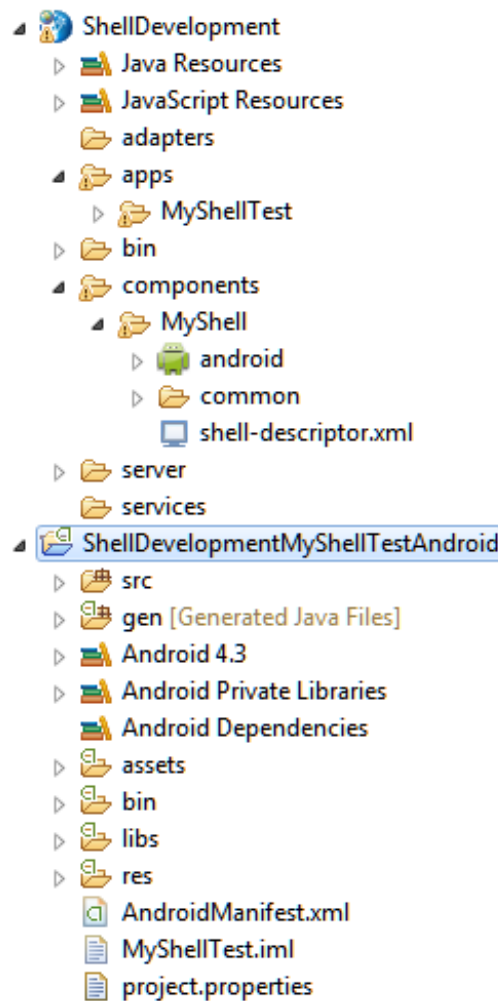 ShellDevelopment
Java Resources
JavaScript Resources
adapters
apps
MyShellTest
bin
components
MyShell
android
common
shell-descriptor.xml
server
services
ShellDevelopmentMyShellTestAndroid
src
gen [Generated Java Files]
Android 4.3
Android Private Libraries
Android Dependencies
assets
bin
libs
res
AndroidManifest.xml
MyShellTest.iml
project.properties